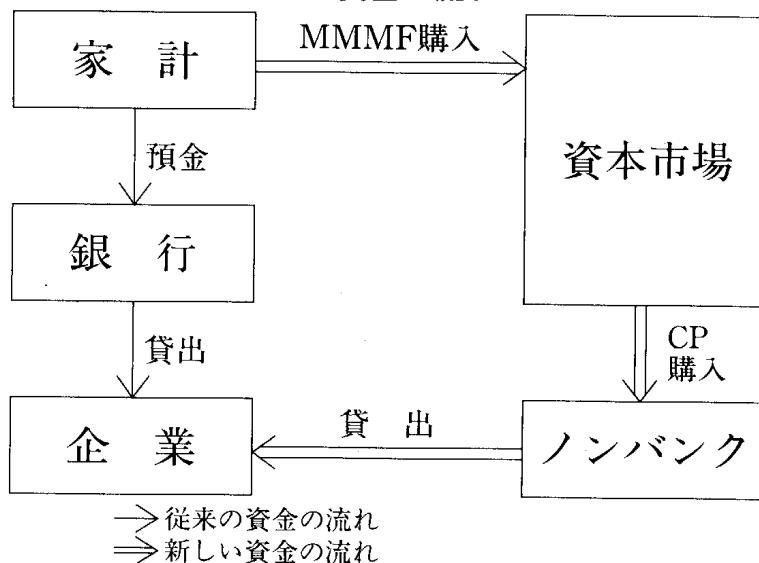 MMMF購入
家 計
資本市場
預金
銀 行
貸出
CP
購入
企 業
貸 出
ノンバンク
→従来の資金の流れ
⇒新しい資金の流れ